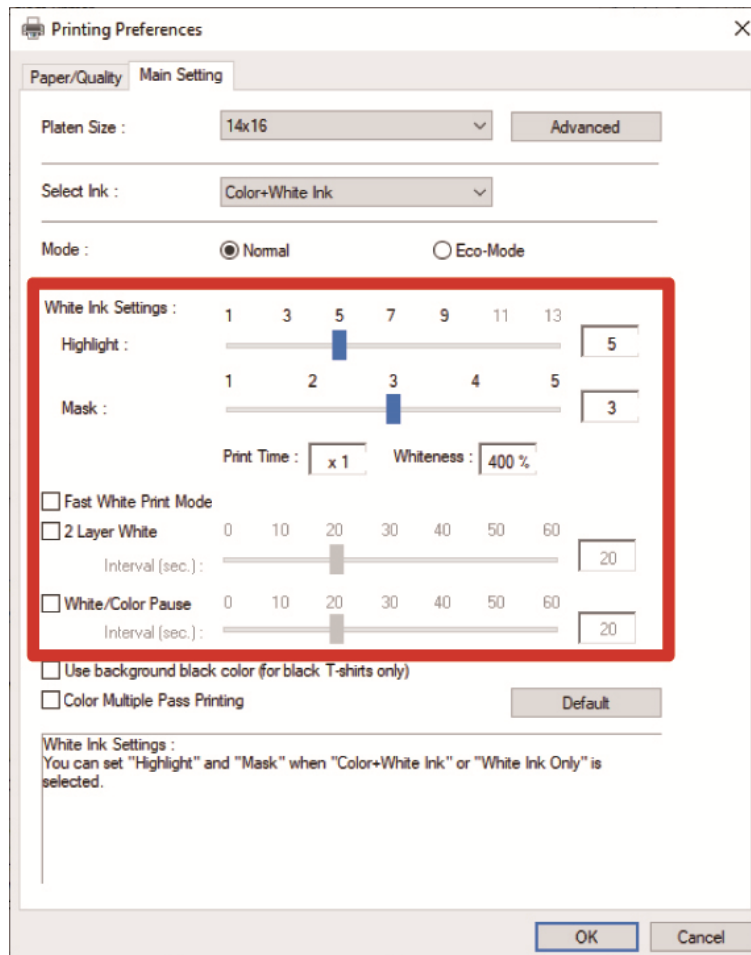 Printing Preferences
Paper/Quality Main Setting
Platen Size : 14x16 Advanced
Select Ink : Color+White Ink
Mode : Normal Eco-Mode
White Ink Settings : 1 3 5 7 9 11 13
Highlight : 5
1 2 3 4 5
Mask : 3
Print Time : x 1 Whiteness : 400 %
Fast White Print Mode
2 Layer White 0 10 20 30 40 50 60
Interval (sec.) : 20
White/Color Pause 0 10 20 30 40 50 60
Interval (sec.) : 20
Use background black color (for black T-shirts only)
Color Multiple Pass Printing Default
White Ink Settings :
You can set "Highlight" and "Mask" when "Color+White Ink" or "White Ink Only" is
selected.
OK Cancel